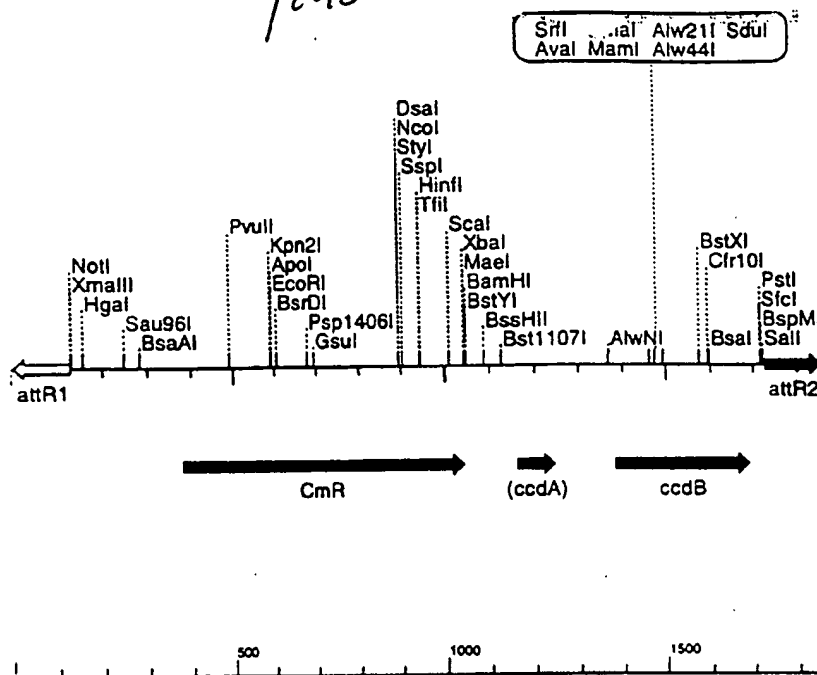 SrfI AlwI21I SduI
AvaI MamI Alw44I
DsaI
NcoI
StyI
SspI
HinfI
TfiI
PvuII
ScaI
XbaI
MaeI
BamHI
BstYI
BssHII
Bst1107I
Kpn2I
ApoI
EcoRI
BsrDI
Psp1406I
GsuI
NotI
XmaIII
HgaI
Sau96I
BsaAI
AlwNI
BstXI
Cfr10I
BsaI
PstI
SfcI
BspM
SalI
attR1
attR2
CmR
(ccdA)
ccdB
500
1000
1500